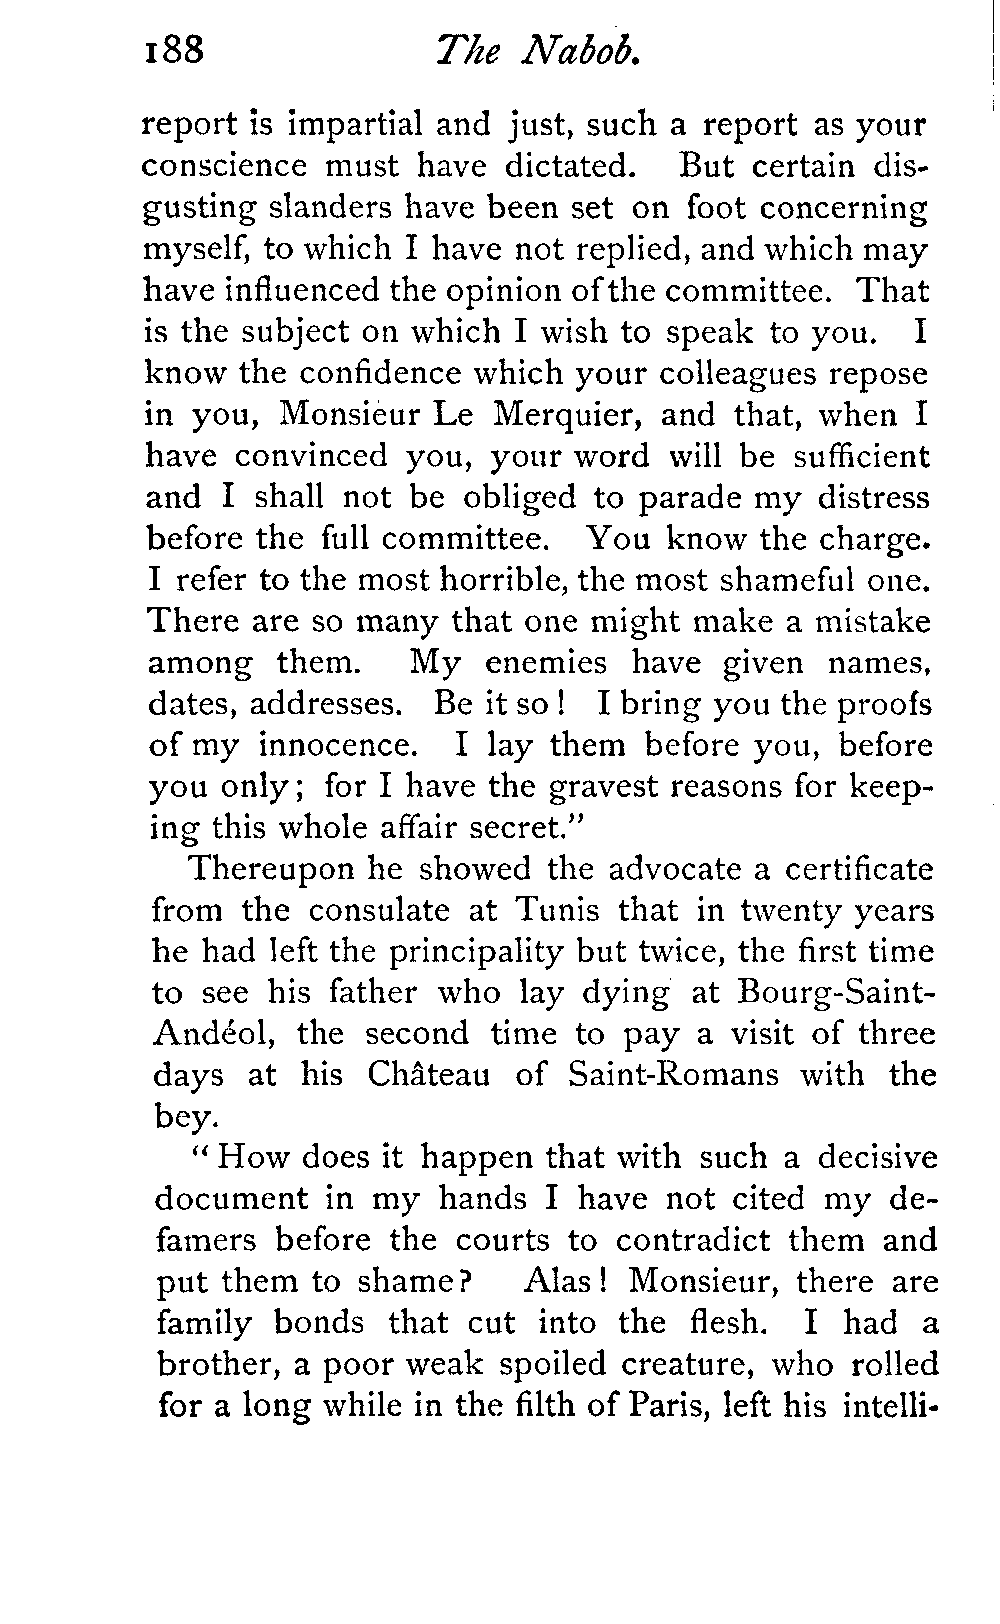 188 The Nabob.
report is impartial and just, such a report as your
conscience must have dictated. But certain dis-
gusting slanders have been set on foot concerning
myself, to which I have not replied, and which may
have influenced the opinion of the committee. That
is the subject on which I wish to speak to you. I
know the confidence which your colleagues repose
in you, Monsieur Le Merquier, and that, when I
have convinced you, your word will be sufficient
and I shall not be obliged to parade my distress
before the full committee. You know the charge.
I refer to the most horrible, the most shameful one.
There are so many that one might make a mistake
among them. My enemies have given names,
dates, addresses. Be it so! I bring you the proofs
of my innocence. I lay them before you, before
you only; for I have the gravest reasons for keep-
ing this whole affair secret."
Thereupon he showed the advocate a certificate
from the consulate at Tunis that in twenty years
he had left the principality but twice, the first time
to see his father who lay dying at Bourg-Saint-
Andéol, the second time to pay a visit of three
days at his Château of Saint-Romans with the
bey.
"How does it happen that with such a decisive
document in my hands I have not cited my de-
famers before the courts to contradict them and
put them to shame? Alas! Monsieur, there are
family bonds that cut into the flesh. I had a
brother, a poor weak spoiled creature, who rolled
for a long while in the filth of Paris, left his intelli-